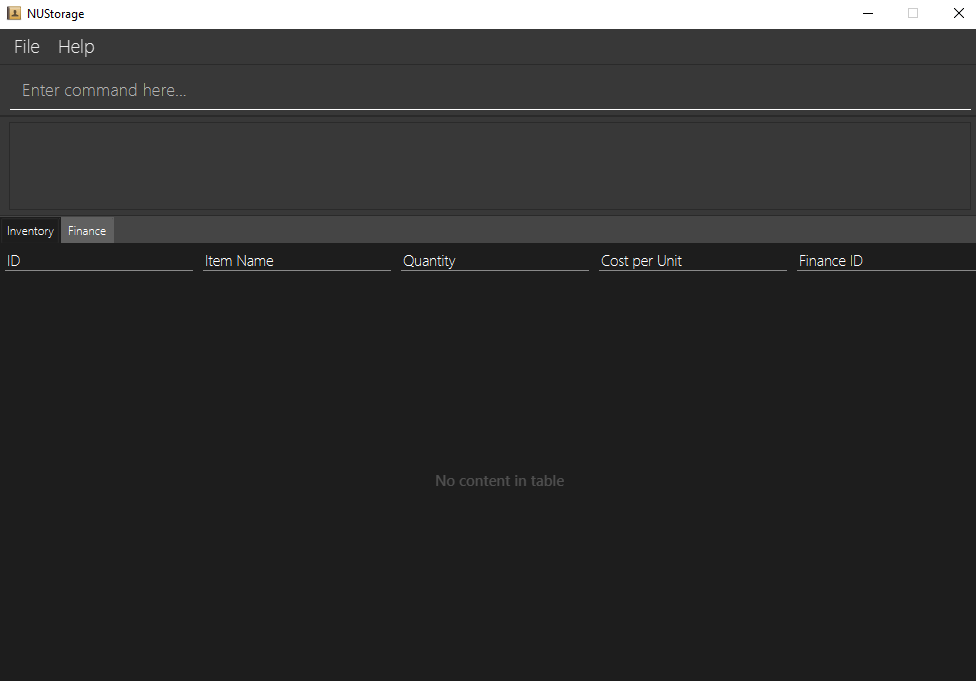 NUStorage
File Help
Enter command here...
Inventory Finance
ID Item Name Quantity Cost per Unit Finance ID
No content in table